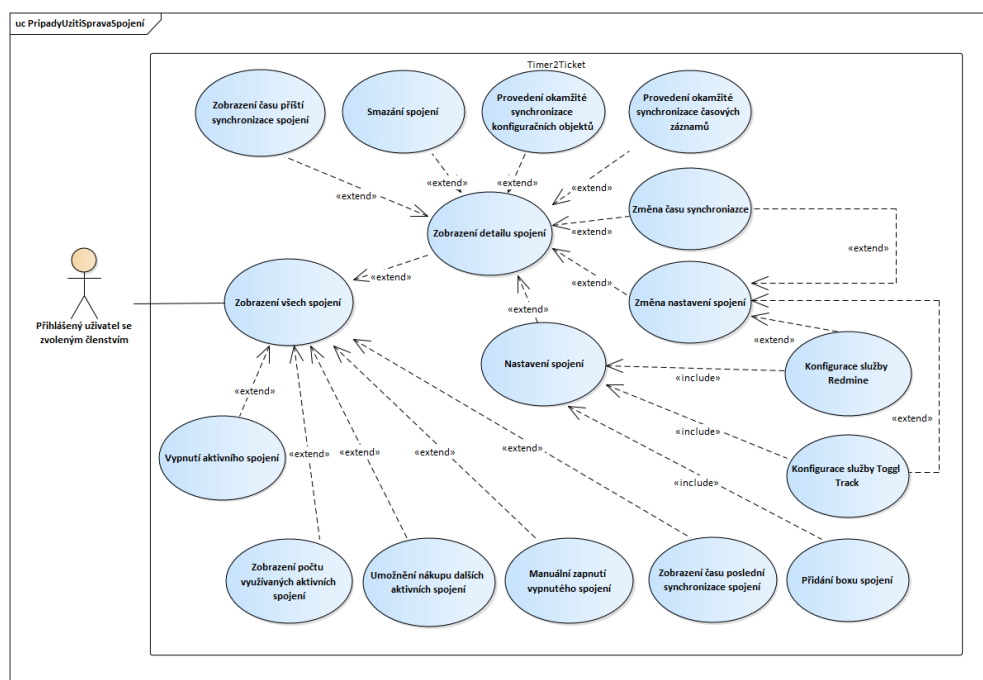 uc PripadyUzitiSpravaSpojení
Timer2Ticket
Zobrazení času příští
synchronizace spojení
Smazání spojení
Provedení okamžité
synchronizace
konfiguračních objektů
Provedení okamžité
synchronizace časových
záznamů
«extend»
«extend»
«extend»
«extend»
Zobrazení detailu spojení
Změna času synchroniazce
«extend»
«extend»
«extend»
Zobrazení všech spojení
Změna nastavení spojení
«extend»
Přihlášený uživatel se
zvoleným členstvím
«extend»
«extend»
Nastavení spojení
Konfigurace služby
Redmine
«include»
«extend»
«extend»
«include»
Vypnutí aktivního spojení
«extend»
«extend»
«extend»
«extend»
Konfigurace služby Toggl
Track
«include»
Zobrazení počtu
využívaných aktivních
spojení
Umožnění nákupu dalších
aktivních spojení
Manuální zapnutí
vypnutého spojení
Zobrazení času poslední
synchronizace spojení
Přidání boxu spojení